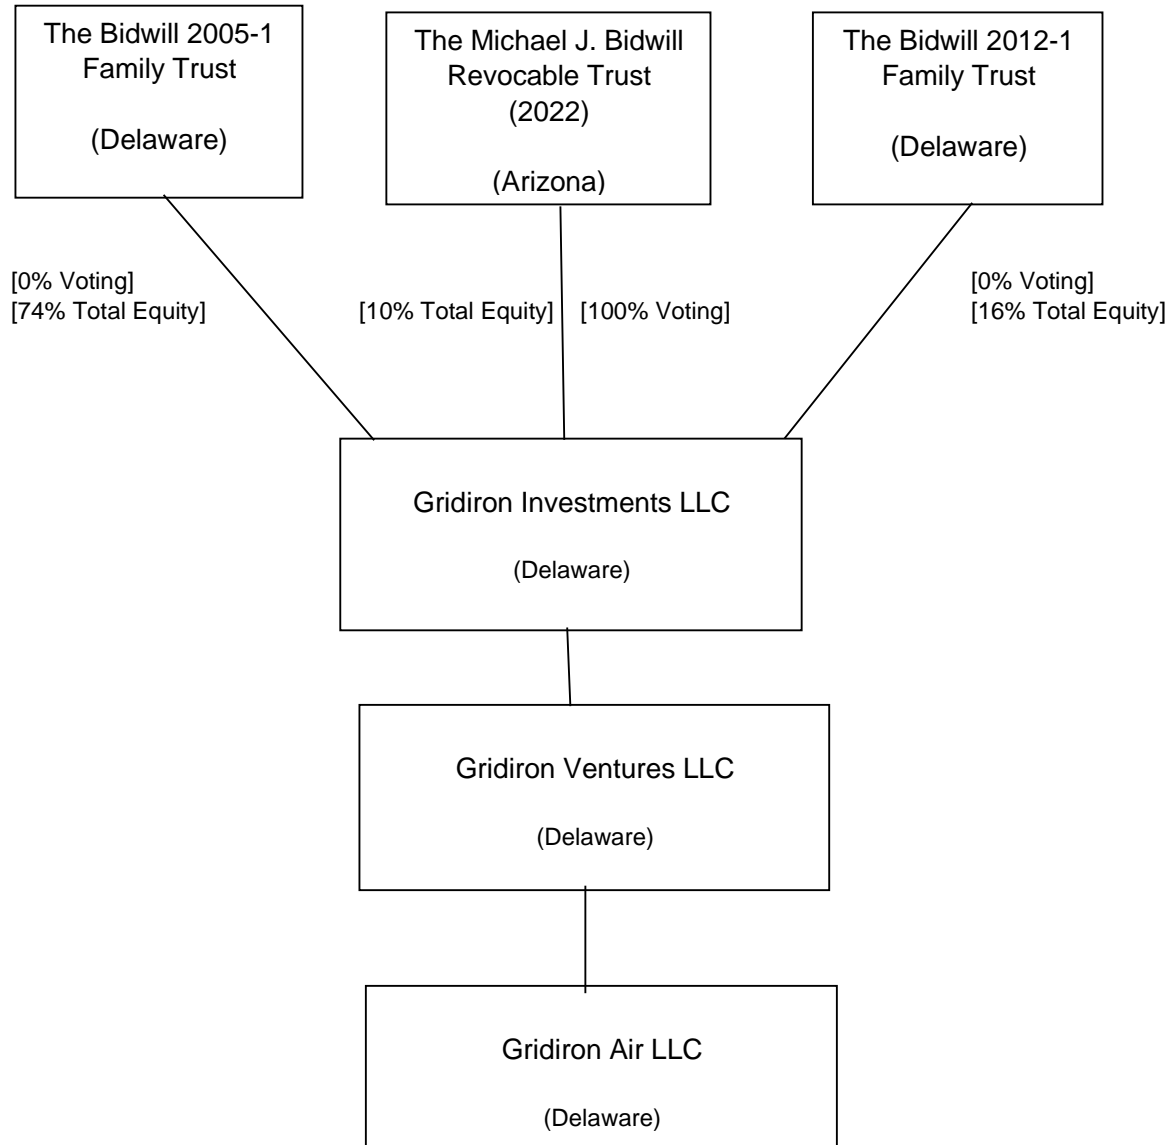 The Bidwill 2005-1
Family Trust
(Delaware)
The Michael J. Bidwill
Revocable Trust
(2022)
(Arizona)
The Bidwill 2012-1
Family Trust
(Delaware)
[0% Voting]
[74% Total Equity]
[10% Total Equity]
[100% Voting]
[0% Voting]
[16% Total Equity]
Gridiron Investments LLC
(Delaware)
Gridiron Ventures LLC
(Delaware)
Gridiron Air LLC
(Delaware)